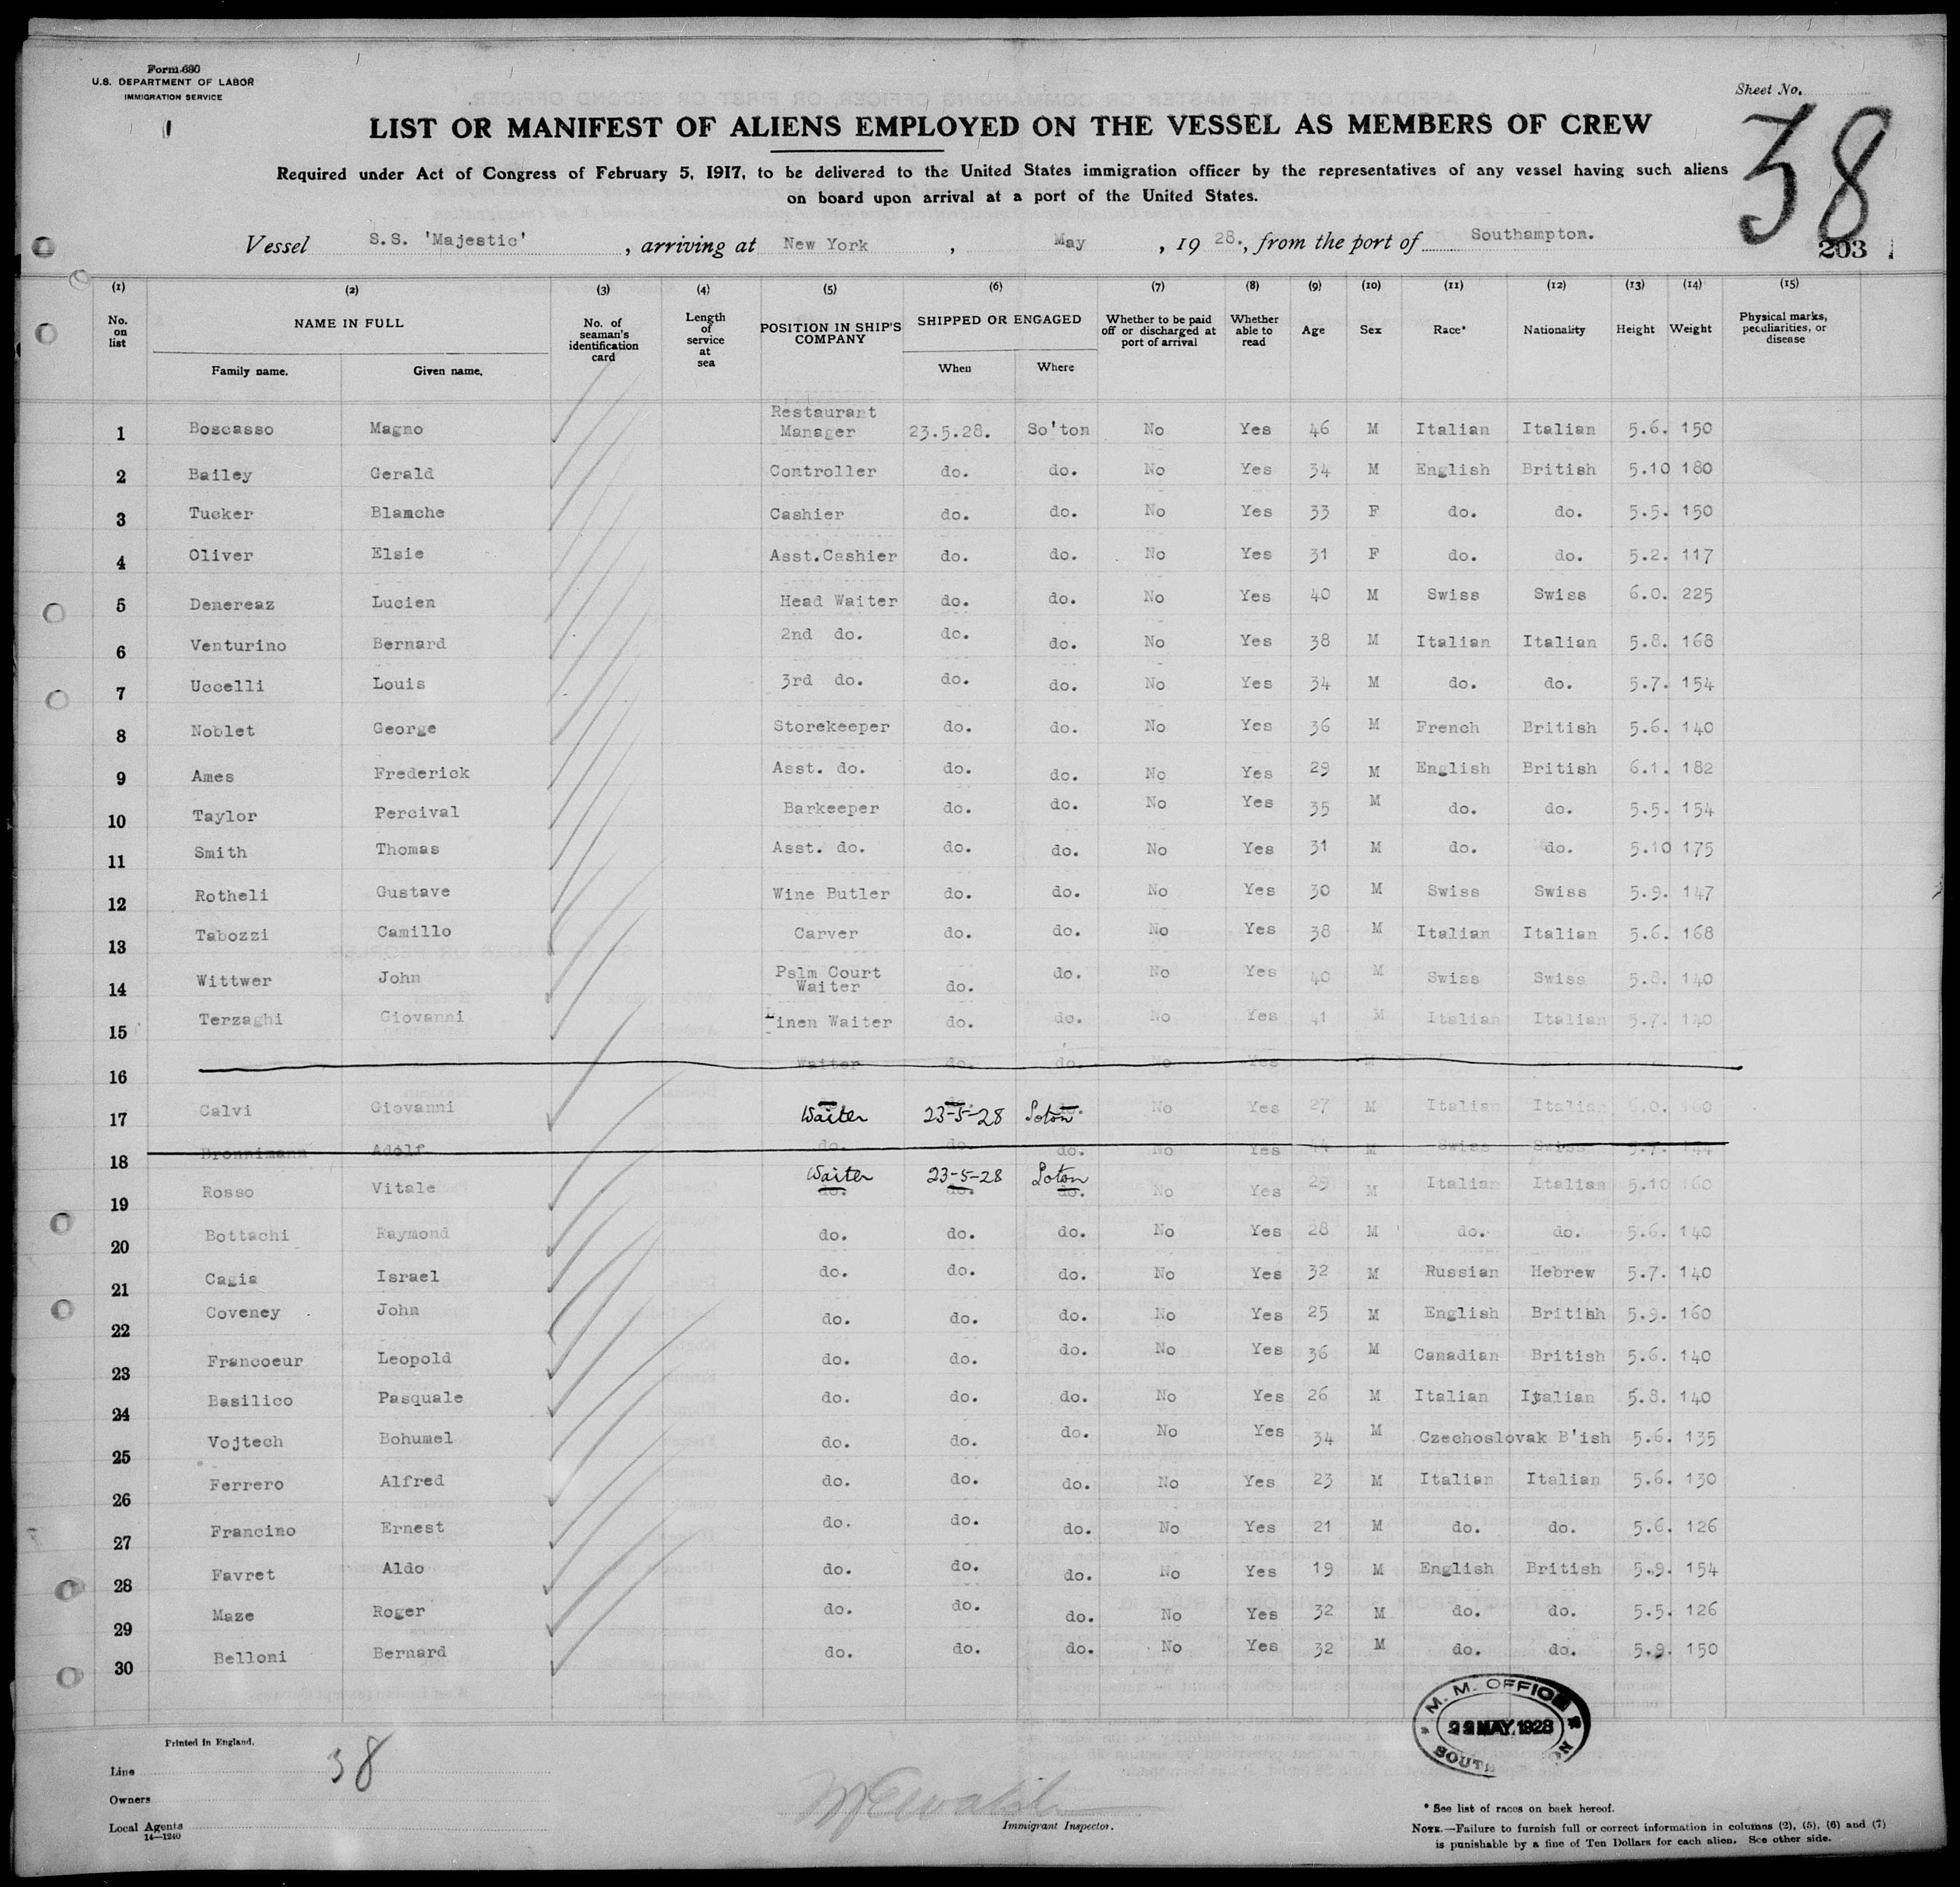 Form 680
U.S. DEPARTMENT OF LABOR
IMMIGRATION SERVICE
Sheet No.
38
203
LIST OR MANIFEST OF ALIENS EMPLOYED ON THE VESSEL AS MEMBERS OF CREW
Required under Act of Congress of February 5, 1917, to be delivered to the United States immigration officer by the representatives of any vessel having such aliens
on board upon arrival at a port of the United States.
Vessel S.S. 'Majestic' , arriving at New York , May , 19 28., from the port of Southampton.
(1) (2) (3) (4) (5) (6) (7) (8) (9) (10) (11) (12) (13) (14) (15)
No. on list NAME IN FULL Family name. Given name. No. of seaman's identification card Length of service at sea POSITION IN SHIP'S COMPANY SHIPPED OR ENGAGED When Where Whether to be paid off or discharged at port of arrival Whether able to read Age Sex Race* Nationality Height Weight Physical marks, peculiarities, or disease
1 Boscasso Magno Restaurant Manager 23.5.28. So'ton No Yes 46 M Italian Italian 5.6. 150
2 Bailey Gerald Controller do. do. No Yes 34 M English British 5.10 180
3 Tucker Blanche Cashier do. do. No Yes 33 F do. do. 5.5. 150
4 Oliver Elsie Asst.Cashier do. do. No Yes 31 F do. do. 5.2. 117
5 Denereaz Lucien Head Waiter do. do. No Yes 40 M Swiss Swiss 6.0. 225
6 Venturino Bernard 2nd do. do. do. No Yes 38 M Italian Italian 5.8. 168
7 Uccelli Louis 3rd do. do. do. No Yes 34 M do. do. 5.7. 154
8 Noblet George Storekeeper do. do. No Yes 36 M French British 5.6. 140
9 Ames Frederick Asst. do. do. do. No Yes 29 M English British 6.1. 182
10 Taylor Percival Barkeeper do. do. No Yes 35 M do. do. 5.5. 154
11 Smith Thomas Asst. do. do. do. No Yes 31 M do. do. 5.10 175
12 Rotheli Gustave Wine Butler do. do. No Yes 30 M Swiss Swiss 5.9. 147
13 Tabozzi Camillo Carver do. do. No Yes 38 M Italian Italian 5.6. 168
14 Wittwer John Pslm Court Waiter do. do. No Yes 40 M Swiss Swiss 5.8. 140
15 Terzaghi Giovanni Linen Waiter do. do. No Yes 41 M Italian Italian 5.7. 140
16 Waiter do. do. No Yes M
17 Calvi Giovanni Waiter 23-5-28 Soton No Yes 27 M Italian Italian 6.0. 160
18 Bronnimann Adolf do. do. do. No Yes 44 M Swiss Swiss 5.7. 144
19 Rosso Vitale Waiter 23-5-28 Soton No Yes 29 M Italian Italian 5.10 160
20 Bottachi Raymond do. do. do. No Yes 28 M do. do. 5.6. 140
21 Cagia Israel do. do. do. No Yes 32 M Russian Hebrew 5.7. 140
22 Coveney John do. do. do. No Yes 25 M English British 5.9. 160
23 Francoeur Leopold do. do. do. No Yes 36 M Canadian British 5.6. 140
24 Basilico Pasquale do. do. do. No Yes 26 M Italian Italian 5.8. 140
25 Vojtech Bohumel do. do. do. No Yes 34 M Czechoslovak B'ish 5.6. 135
26 Ferrero Alfred do. do. do. No Yes 23 M Italian Italian 5.6. 130
27 Francino Ernest do. do. do. No Yes 21 M do. do. 5.6. 126
28 Favret Aldo do. do. do. No Yes 19 M English British 5.9. 154
29 Maze Roger do. do. do. No Yes 32 M do. do. 5.5. 126
30 Belloni Bernard do. do. do. No Yes 32 M do. do. 5.9. 150
M. M. OFFICE
22 MAY. 1928
Printed in England.
Line
38
Owners
Local Agents
14—1240
Immigrant Inspector.
* See list of races on back hereof.
NOTE.—Failure to furnish full or correct information in columns (2), (5), (6) and (7)
is punishable by a fine of Ten Dollars for each alien. See other side.